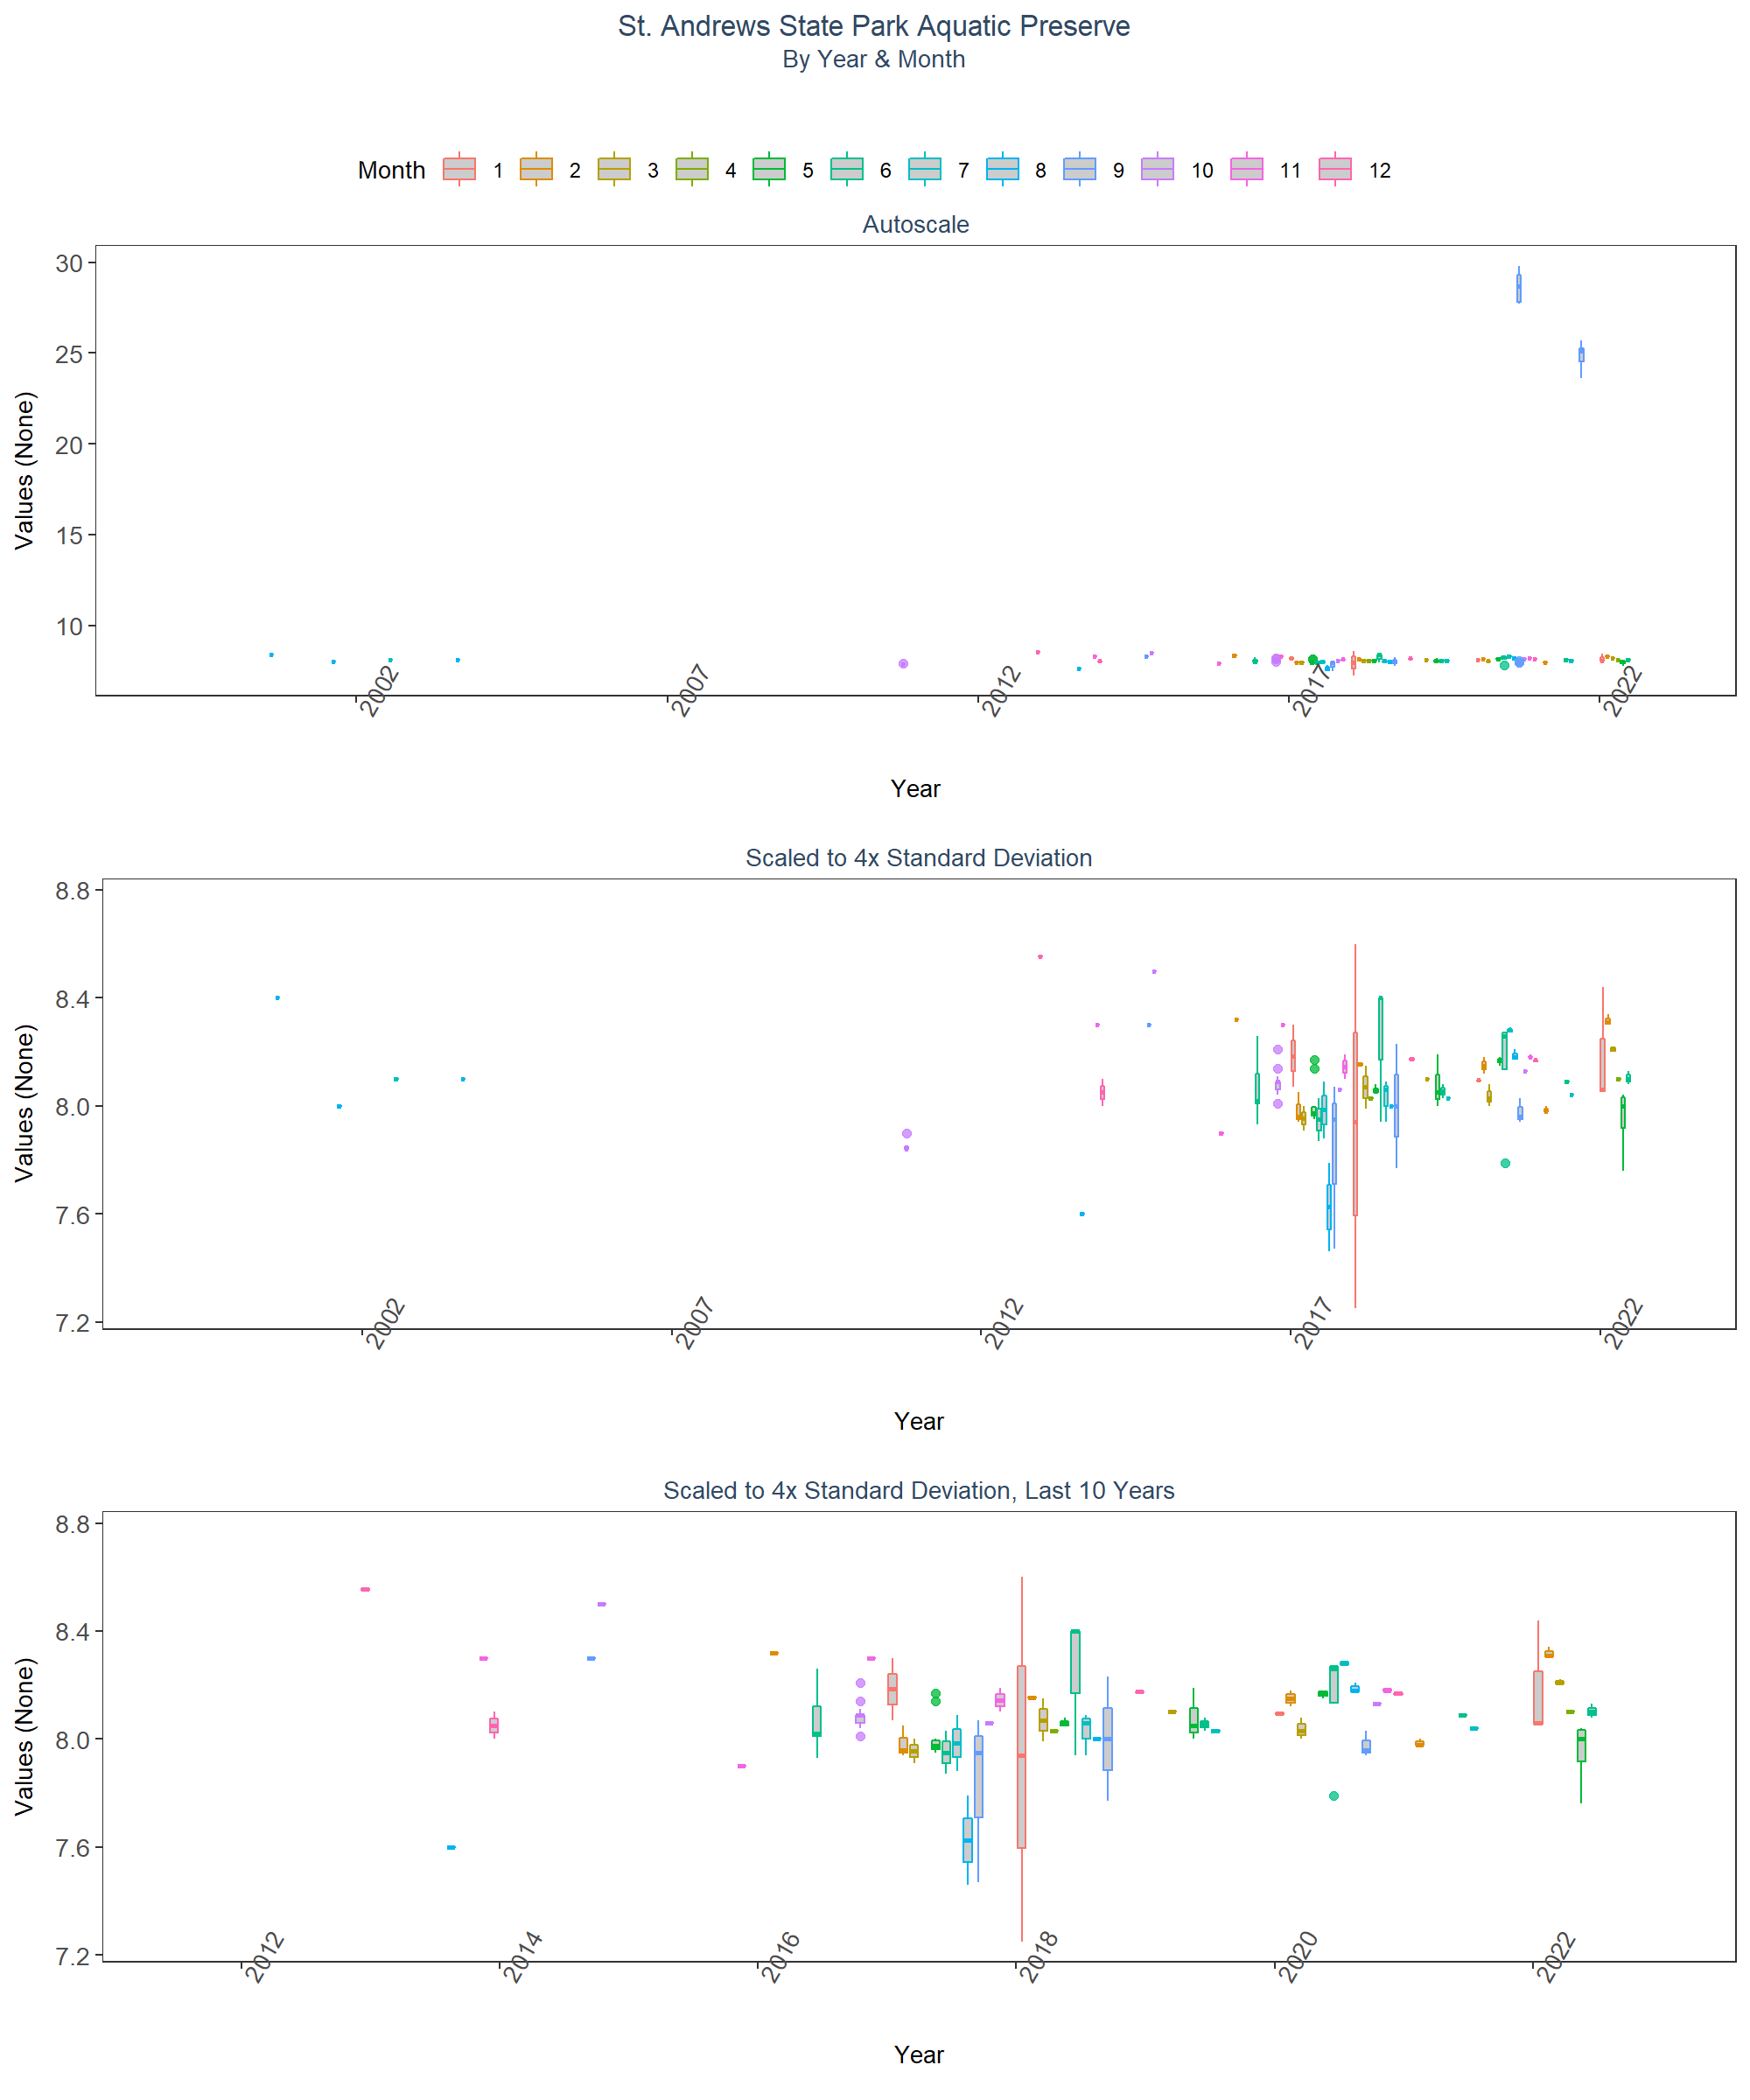 St. Andrews State Park Aquatic Preserve
By Year & Month
Month 1 2 3 4 5 6 7 8 9 10 11 12
Autoscale
30
25
20
15
10
Values (None)
2002 2007 2012 2017 2022
Year
Scaled to 4x Standard Deviation
8.8
8.4
8.0
7.6
7.2
Values (None)
2002 2007 2012 2017 2022
Year
Scaled to 4x Standard Deviation, Last 10 Years
8.8
8.4
8.0
7.6
7.2
Values (None)
2012 2014 2016 2018 2020 2022
Year